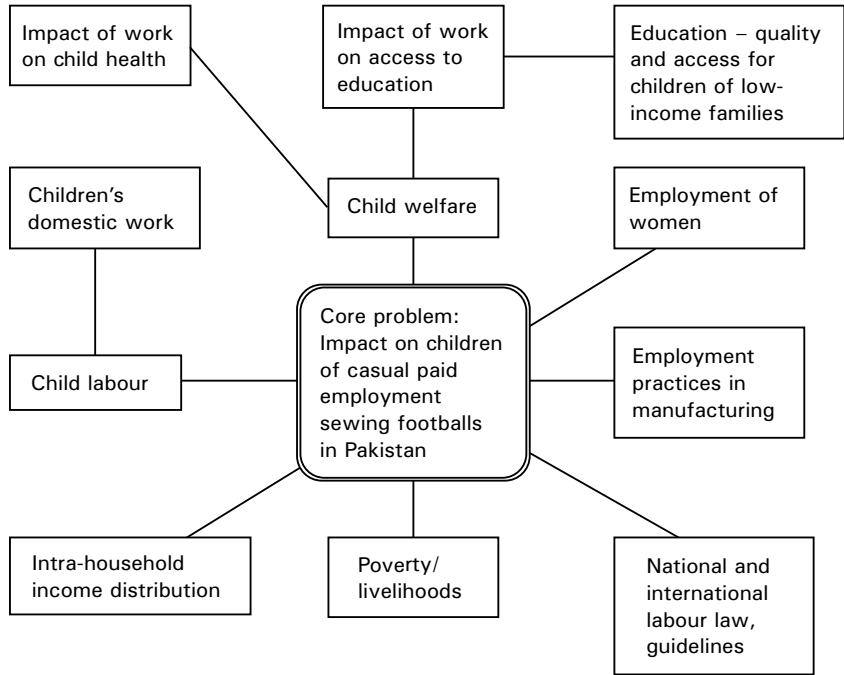 Impact of work
on child health
Impact of work
on access to
education
Education – quality
and access for
children of low-
income families
Children's
domestic work
Child welfare
Employment of
women
Core problem:
Impact on children
of casual paid
employment
sewing footballs
in Pakistan
Child labour
Employment
practices in
manufacturing
Intra-household
income distribution
Poverty/
livelihoods
National and
international
labour law,
guidelines